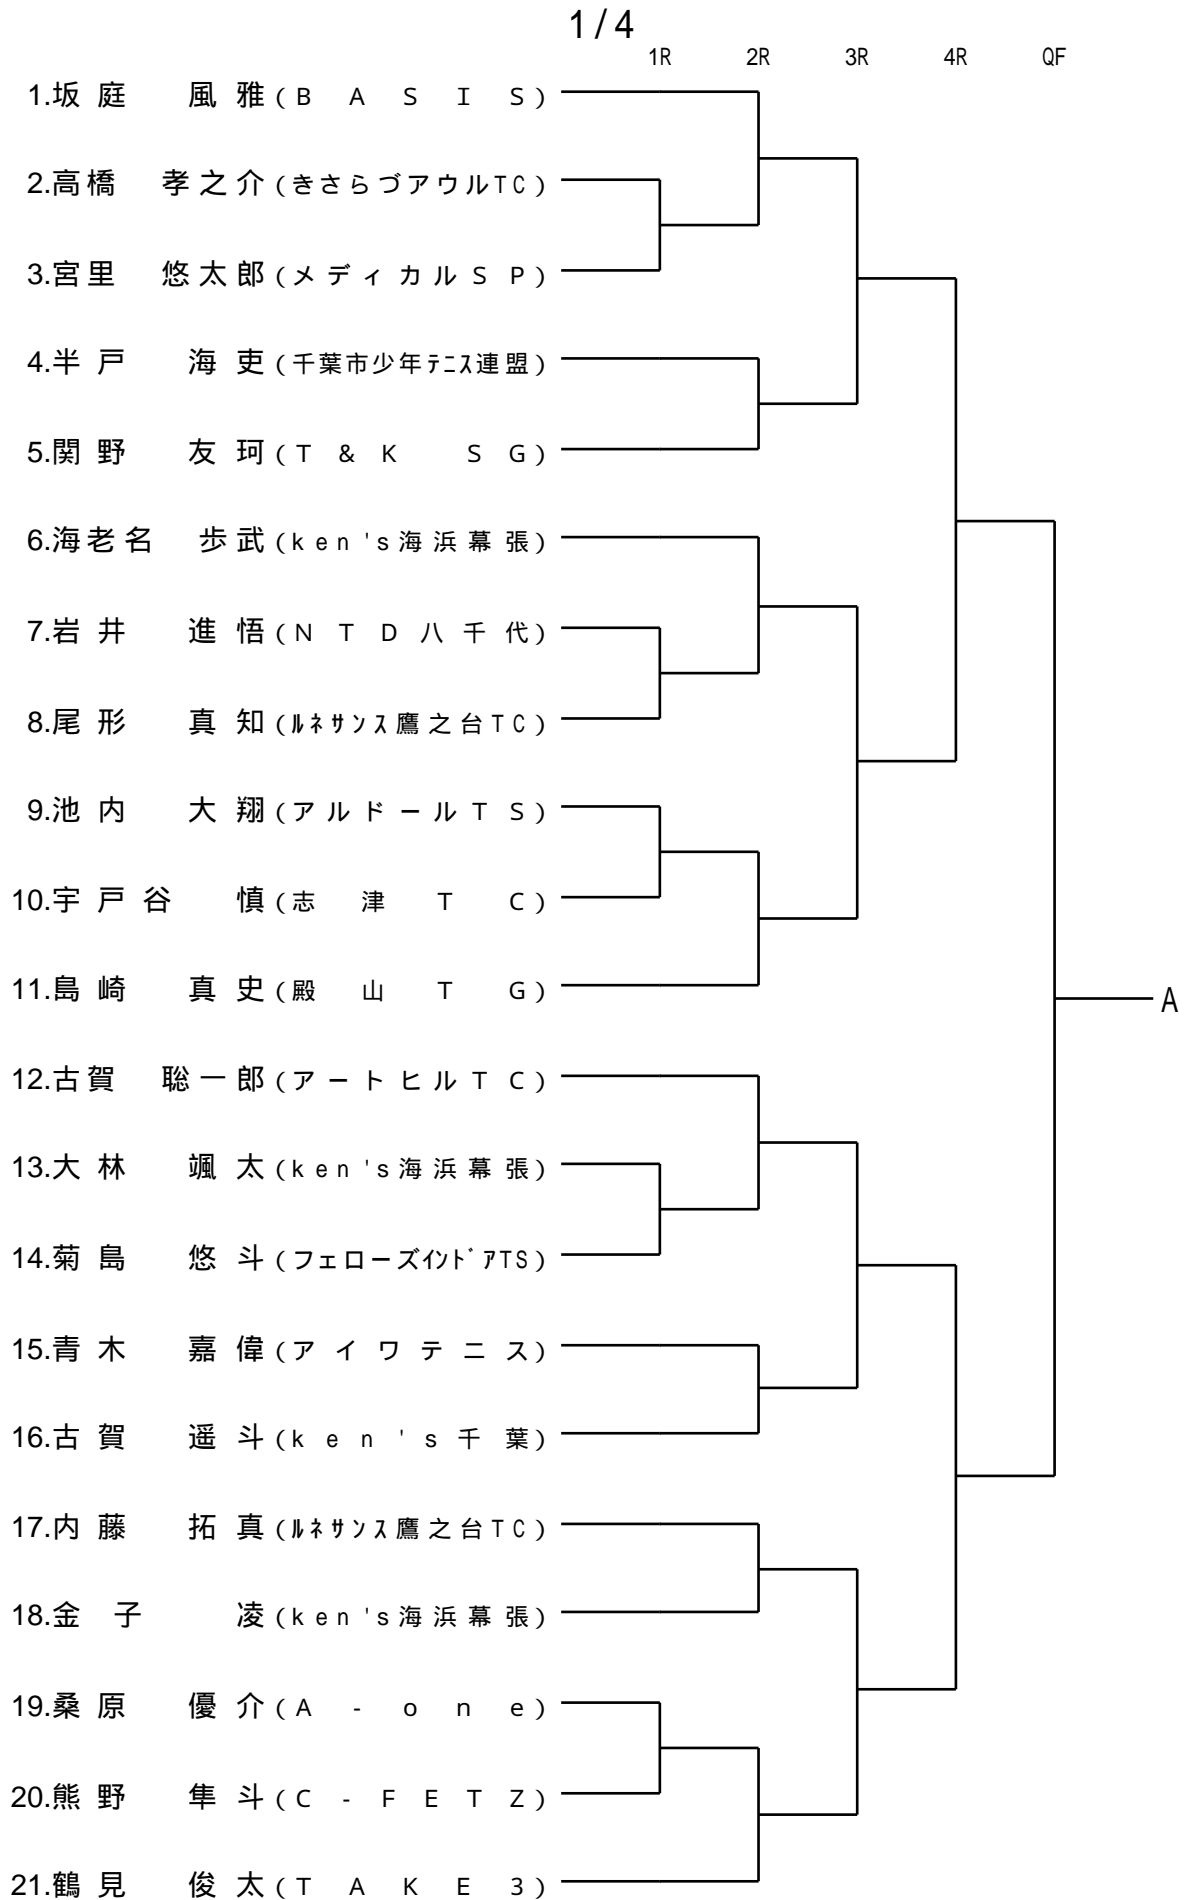 1/4
1R 2R 3R 4R QF
1.坂庭 風雅(BASIS)
2.高橋 孝之介(きさらづアウルTC)
3.宮里 悠太郎(メディカルSP)
4.半戸 海吏(千葉市少年ﾃﾆｽ連盟)
5.関野 友珂(T&K SG)
6.海老名 歩武(ken's海浜幕張)
7.岩井 進悟(NTD八千代)
8.尾形 真知(ﾙﾈｻﾝｽ鷹之台TC)
9.池内 大翔(アルドールTS)
10.宇戸谷 慎(志津TC)
11.島崎 真史(殿山TG)
A
12.古賀 聡一郎(アートヒルTC)
13.大林 颯太(ken's海浜幕張)
14.菊島 悠斗(フェローズｲﾝﾄﾞｱTS)
15.青木 嘉偉(アイワテニス)
16.古賀 遥斗(ken's千葉)
17.内藤 拓真(ﾙﾈｻﾝｽ鷹之台TC)
18.金子 凌(ken's海浜幕張)
19.桑原 優介(A-one)
20.熊野 隼斗(C-FETZ)
21.鶴見 俊太(TAKE3)